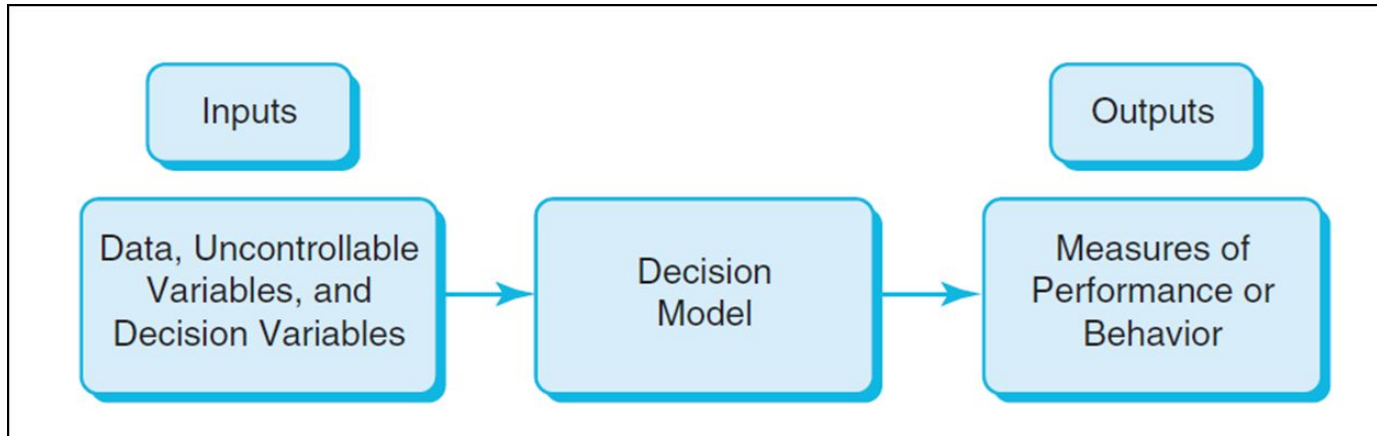 Inputs
Outputs
Data, Uncontrollable
Variables, and
Decision Variables
Decision
Model
Measures of
Performance or
Behavior